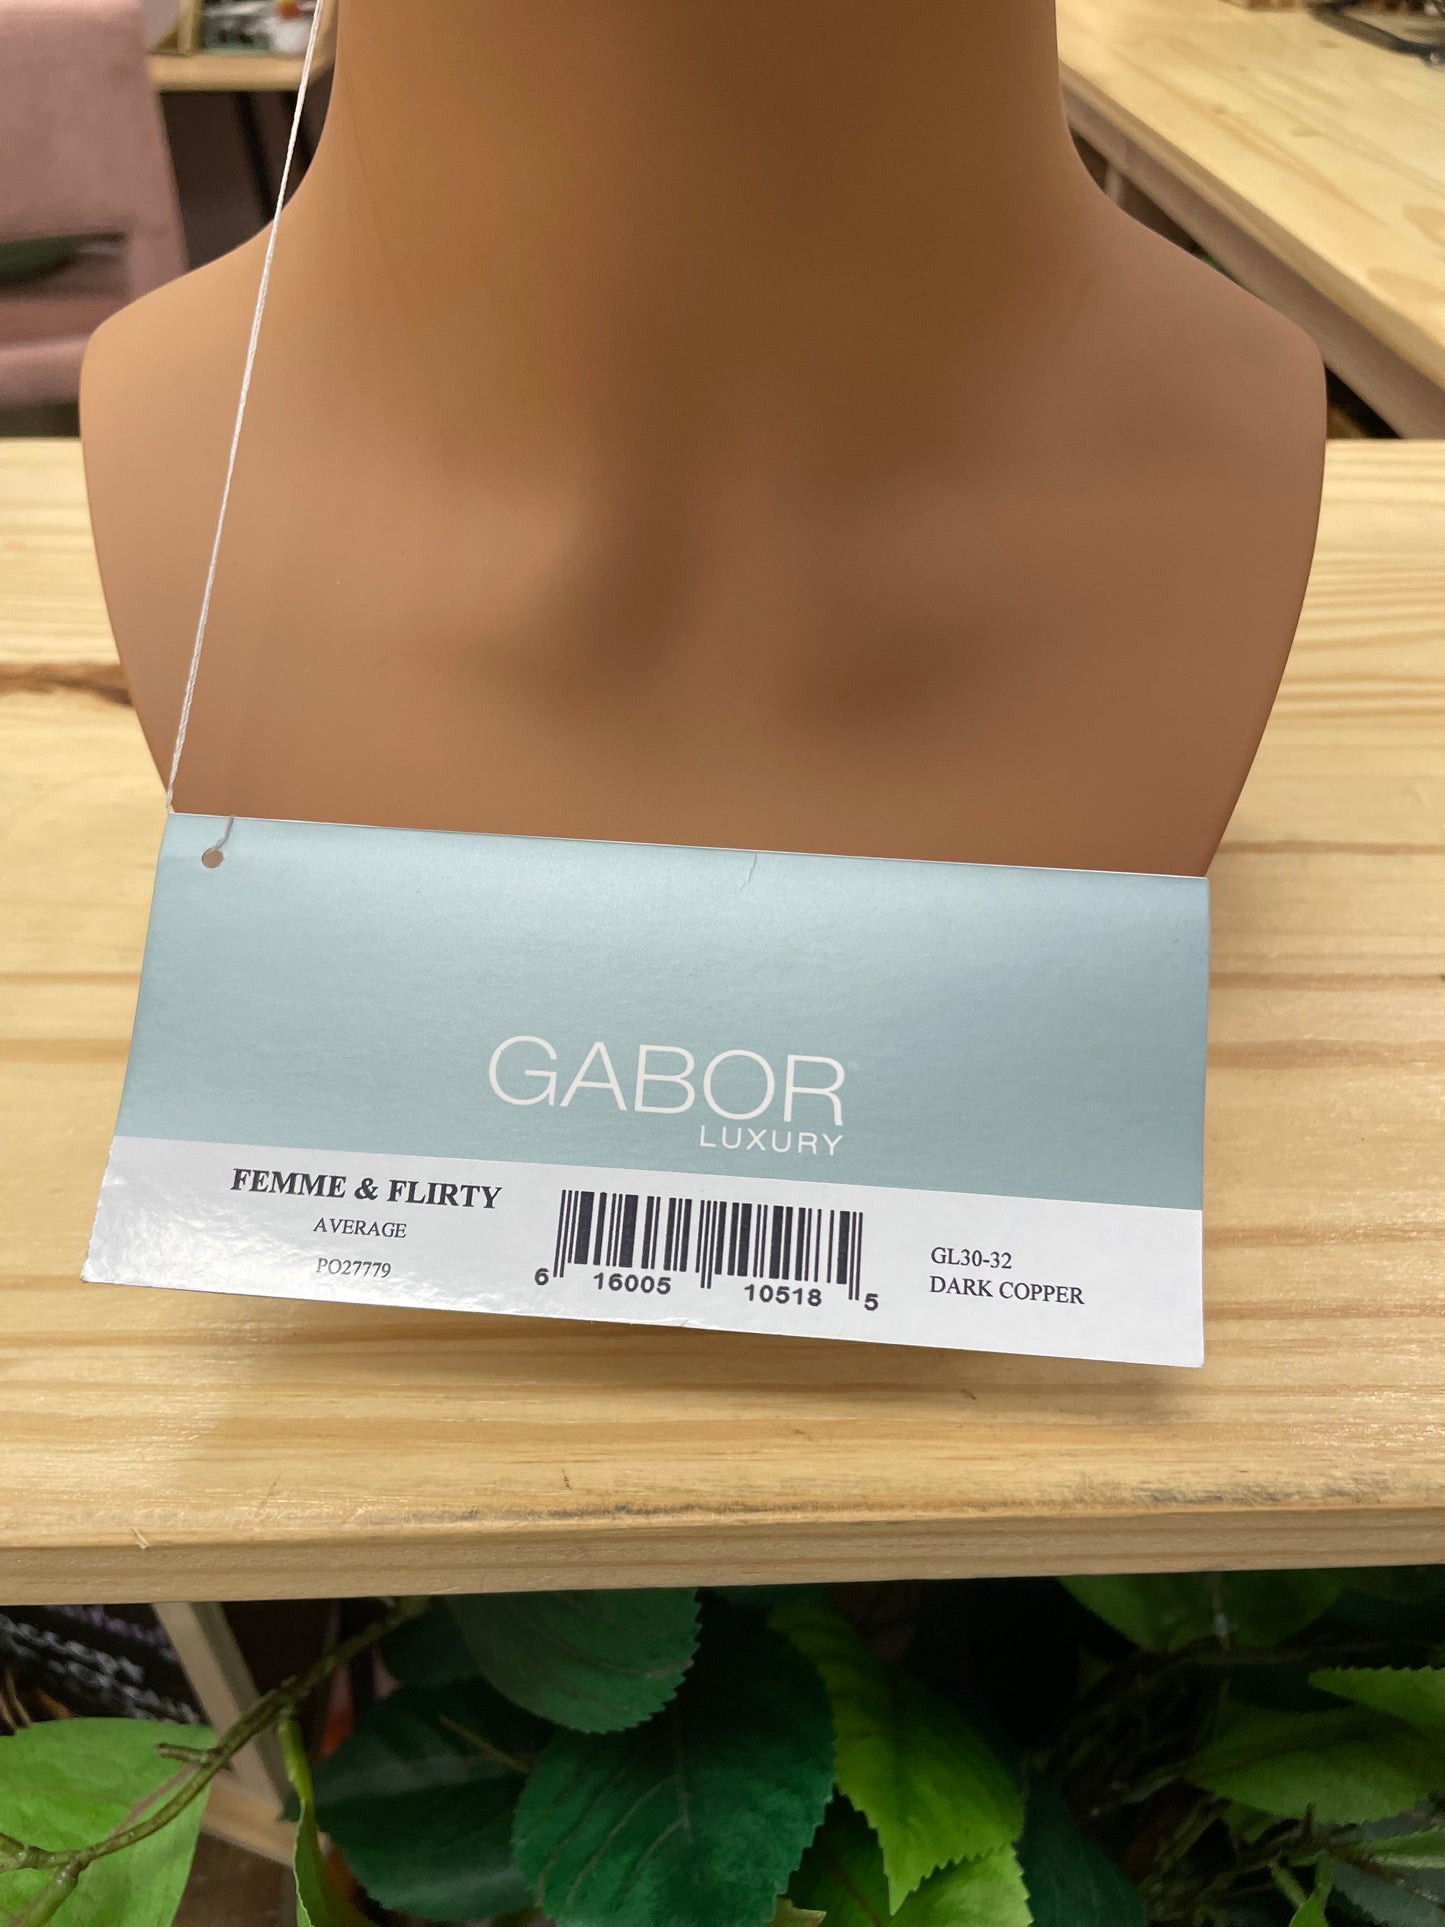 GABOR
LUXURY
FEMME & FLIRTY
AVERAGE
PO27779
6 16005 10518 5
GL30-32
DARK COPPER